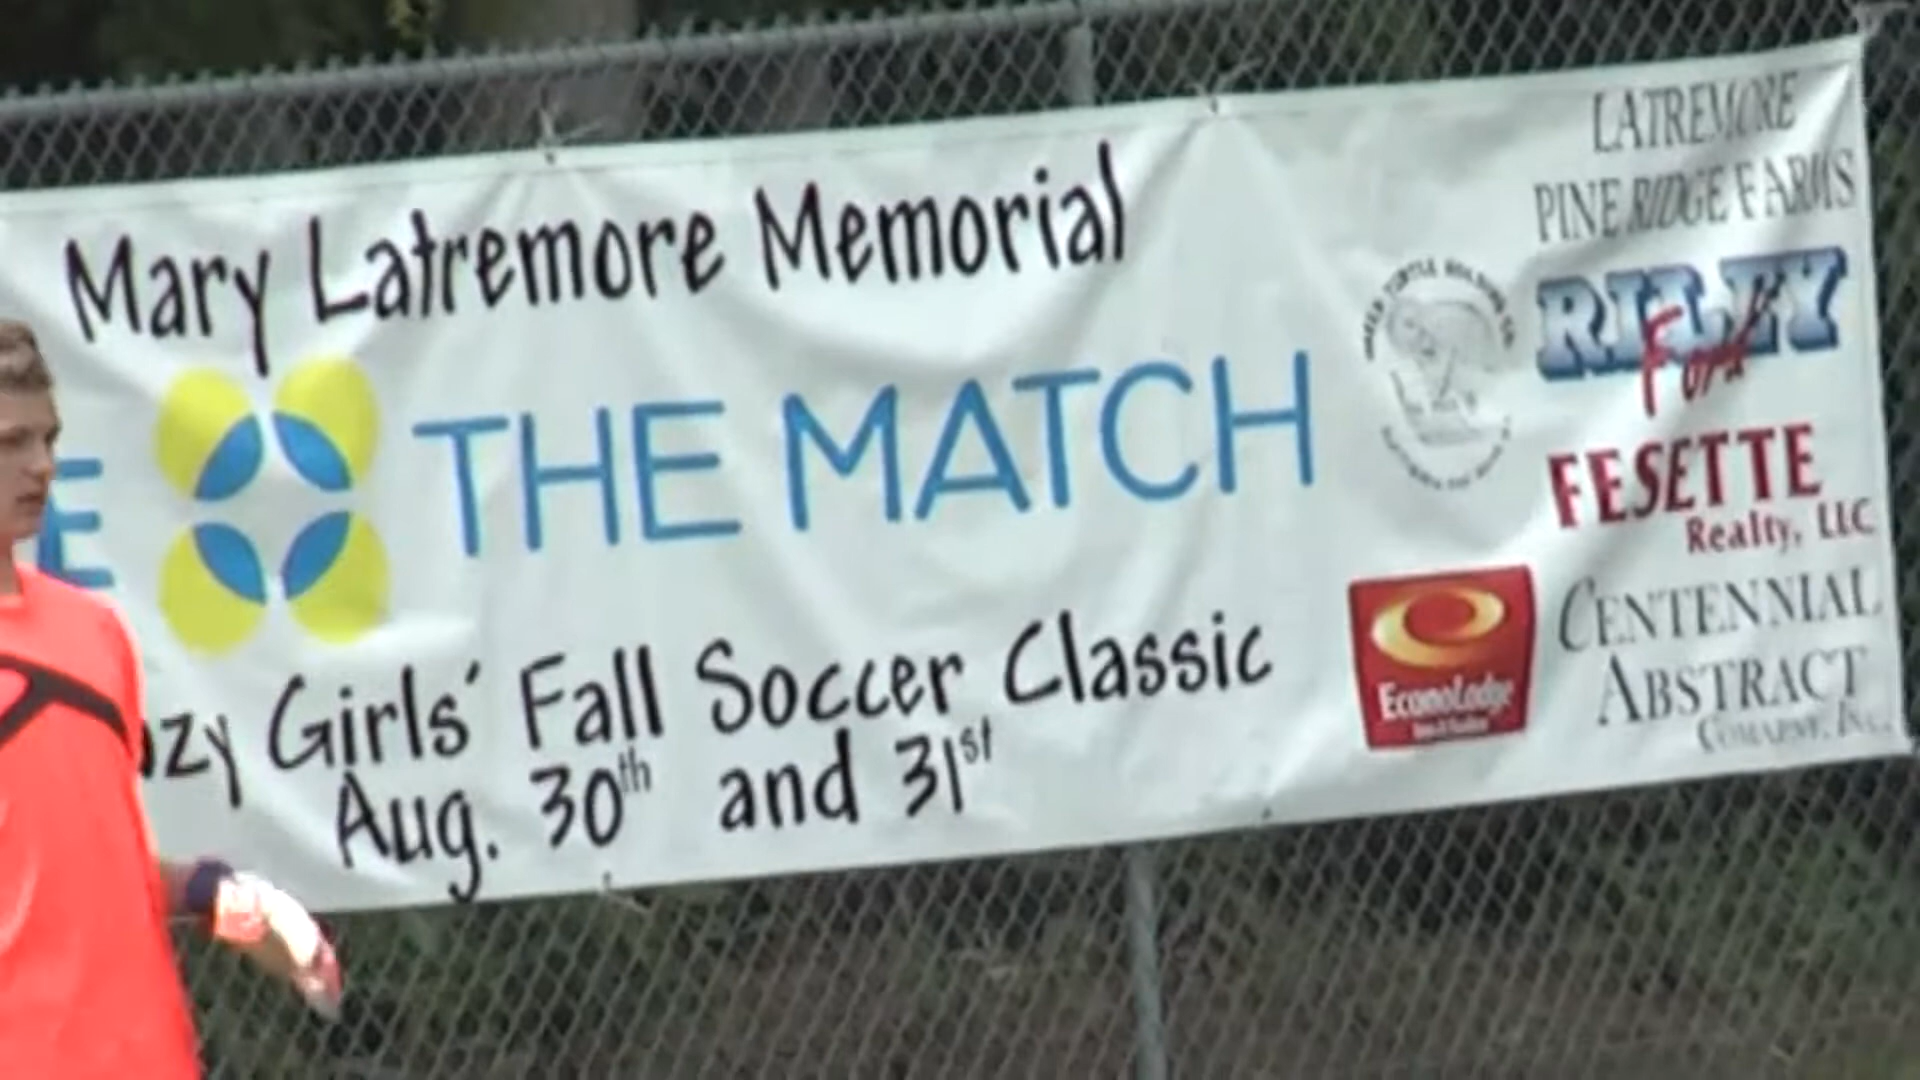 Mary Latremore Memorial
E THE MATCH
zy Girls' Fall Soccer Classic
Aug. 30th and 31st
LATREMORE
PINE RIDGE FARMS
RILEY
Ford
FESETTE
Realty, LLC
EconoLodge
CENTENNIAL
ABSTRACT